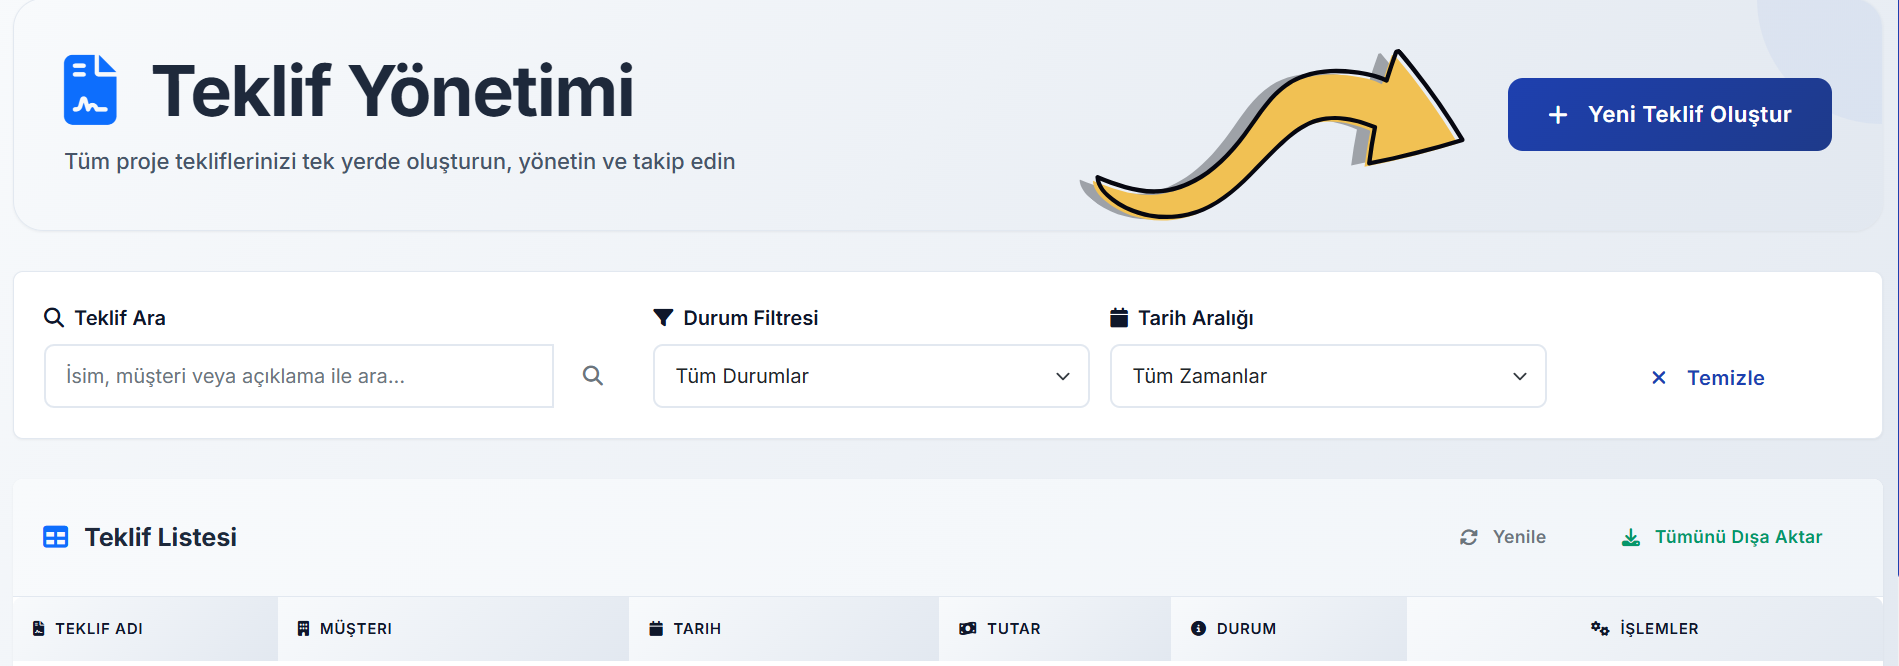 Teklif Yönetimi
Tüm proje tekliflerinizi tek yerde oluşturun, yönetin ve takip edin
+ Yeni Teklif Oluştur
Teklif Ara
Durum Filtresi
Tarih Aralığı
İsim, müşteri veya açıklama ile ara...
Tüm Durumlar
Tüm Zamanlar
Temizle
Teklif Listesi
Yenile
Tümünü Dışa Aktar
TEKLIF ADI
MÜŞTERI
TARIH
TUTAR
DURUM
İŞLEMLER